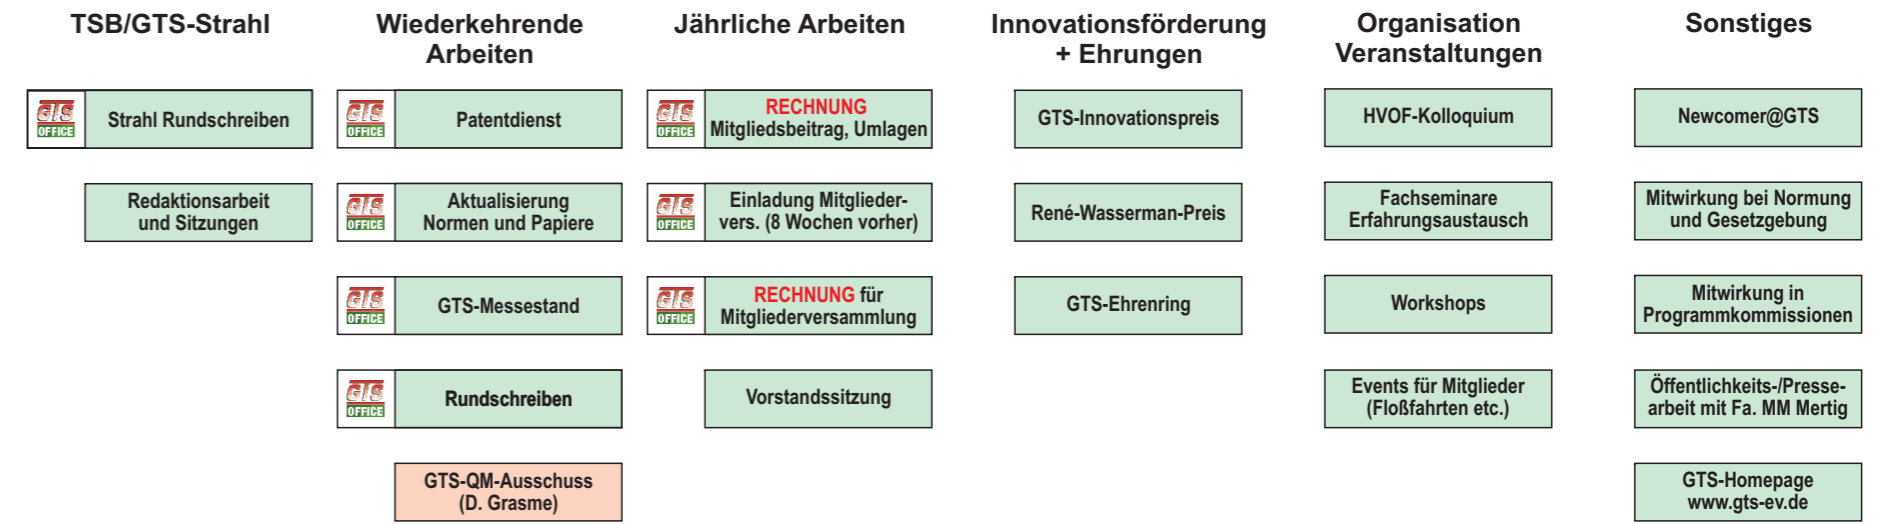 TSB/GTS-Strahl
GTS
OFFICE
Strahl Rundschreiben
Redaktionsarbeit
und Sitzungen
Wiederkehrende
Arbeiten
GTS
OFFICE
Patentdienst
GTS
OFFICE
Aktualisierung
Normen und Papiere
GTS
OFFICE
GTS-Messestand
GTS
OFFICE
Rundschreiben
GTS-QM-Ausschuss
(D. Grasme)
Jährliche Arbeiten
GTS
OFFICE
RECHNUNG
Mitgliedsbeitrag, Umlagen
GTS
OFFICE
Einladung Mitglieder-
vers. (8 Wochen vorher)
GTS
OFFICE
RECHNUNG für
Mitgliederversammlung
Vorstandssitzung
Innovationsförderung
+ Ehrungen
GTS-Innovationspreis
René-Wasserman-Preis
GTS-Ehrenring
Organisation
Veranstaltungen
HVOF-Kolloquium
Fachseminare
Erfahrungsaustausch
Workshops
Events für Mitglieder
(Floßfahrten etc.)
Sonstiges
Newcomer@GTS
Mitwirkung bei Normung
und Gesetzgebung
Mitwirkung in
Programmkommissionen
Öffentlichkeits-/Presse-
arbeit mit Fa. MM Mertig
GTS-Homepage
www.gts-ev.de